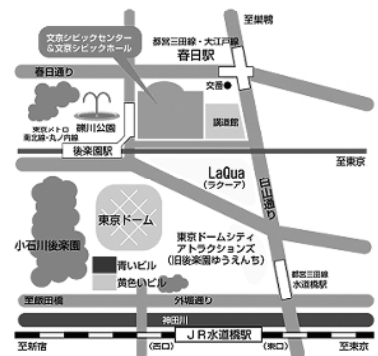 至巣鴨
文京シビックセンター
&文京シビックホール
都営三田線・大江戸線
春日駅
春日通り
交番
礫川公園
講道館
東京メトロ
南北線・丸ノ内線
後楽園駅
至東京
LaQua
(ラクーア)
白山通り
東京ドーム
小石川後楽園
東京ドームシティ
アトラクションズ
(旧後楽園ゆうえんち)
青いビル
黄色いビル
都営三田線
水道橋駅
至飯田橋
外堀通り
神田川
JR水道橋駅
至新宿
(西口)
(東口)
至東京